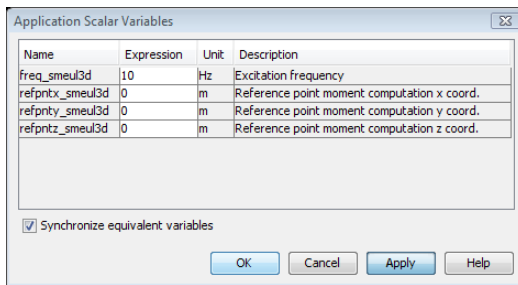 Application Scalar Variables
Name Expression Unit Description
freq_smeul3d 10 Hz Excitation frequency
refpntx_smeul3d 0 m Reference point moment computation x coord.
refpnty_smeul3d 0 m Reference point moment computation y coord.
refpntz_smeul3d 0 m Reference point moment computation z coord.
Synchronize equivalent variables
OK Cancel Apply Help